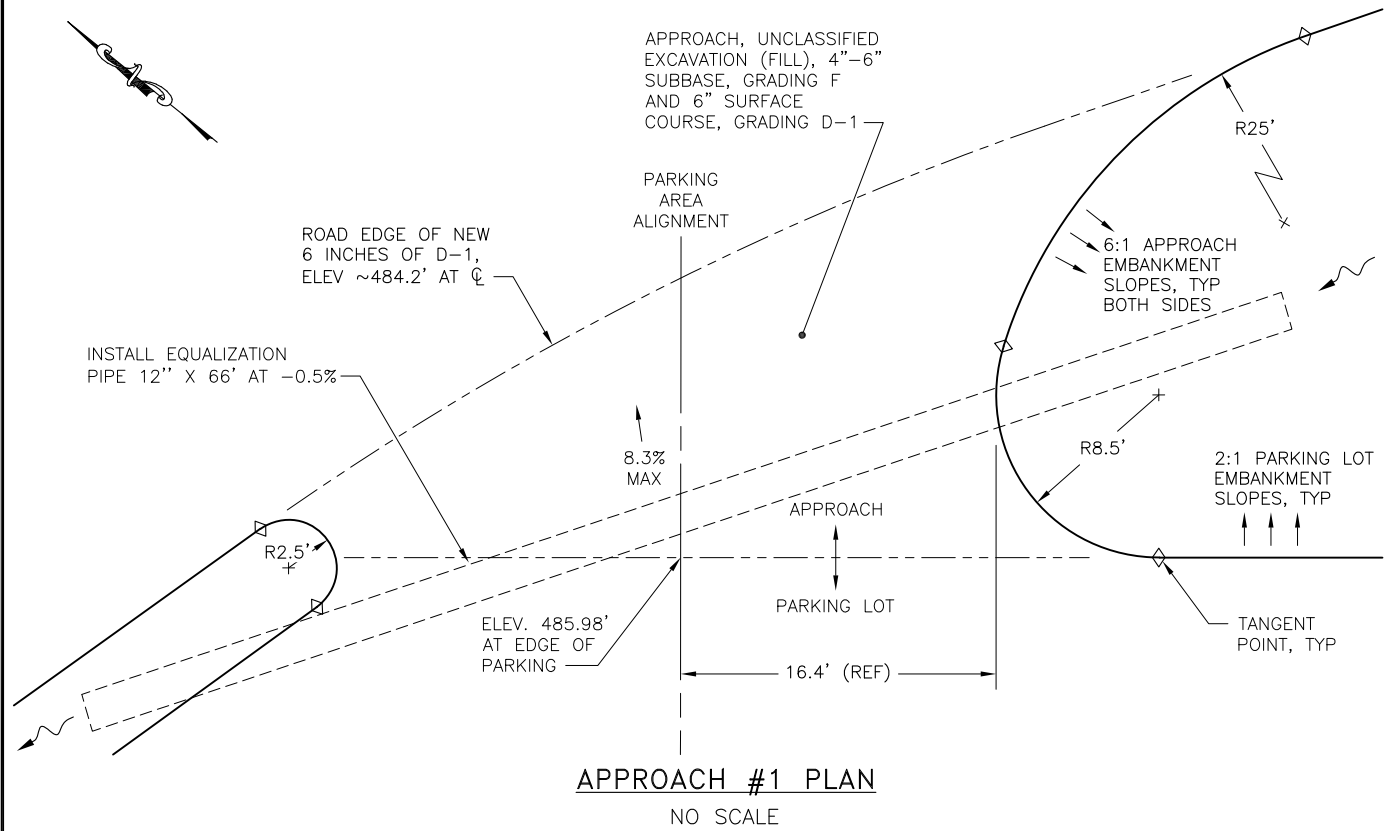 APPROACH, UNCLASSIFIED
EXCAVATION (FILL), 4"–6"
SUBBASE, GRADING F
AND 6" SURFACE
COURSE, GRADING D–1
R25'
PARKING
AREA
ALIGNMENT
ROAD EDGE OF NEW
6 INCHES OF D–1,
ELEV ~484.2' AT ℄
6:1 APPROACH
EMBANKMENT
SLOPES, TYP
BOTH SIDES
INSTALL EQUALIZATION
PIPE 12'' X 66' AT –0.5%
8.3%
MAX
R8.5'
2:1 PARKING LOT
EMBANKMENT
SLOPES, TYP
APPROACH
R2.5'
PARKING LOT
ELEV. 485.98'
AT EDGE OF
PARKING
TANGENT
POINT, TYP
16.4' (REF)
APPROACH #1 PLAN
NO SCALE